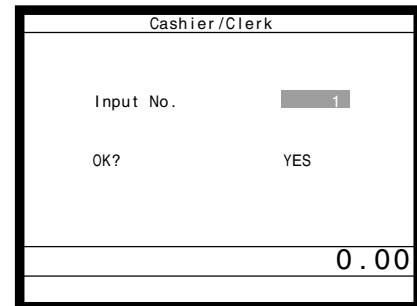 Cashier/Clerk
Input No. 1
OK? YES
0.00